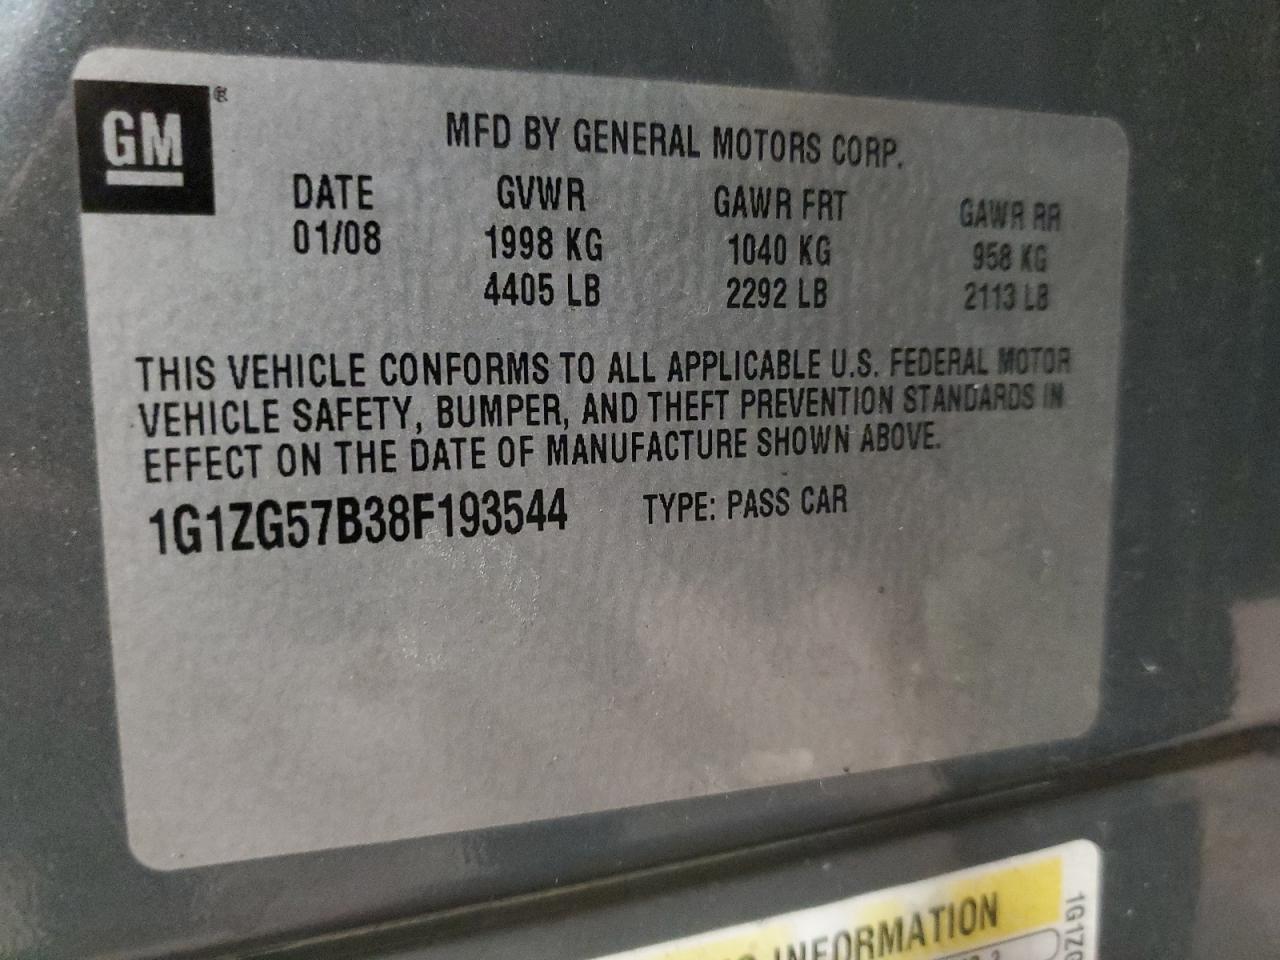 GM®
MFD BY GENERAL MOTORS CORP.
DATE GVWR GAWR FRT GAWR RR
01/08 1998 KG 1040 KG 958 KG
4405 LB 2292 LB 2113 LB
THIS VEHICLE CONFORMS TO ALL APPLICABLE U.S. FEDERAL MOTOR
VEHICLE SAFETY, BUMPER, AND THEFT PREVENTION STANDARDS IN
EFFECT ON THE DATE OF MANUFACTURE SHOWN ABOVE.
1G1ZG57B38F193544 TYPE: PASS CAR
INFORMATION